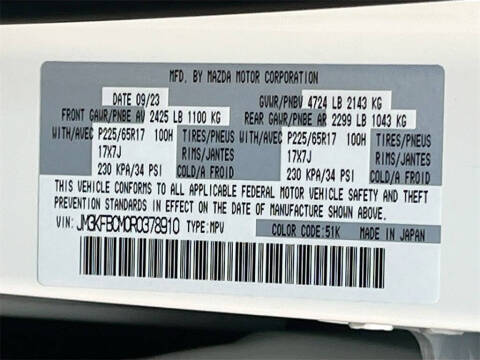 MFD. BY MAZDA MOTOR CORPORATION
DATE 09/23 GVWR/PNBV 4724 LB 2143 KG
FRONT GAWR/PNBE AV 2425 LB 1100 KG REAR GAWR/PNBE AR 2299 LB 1043 KG
WITH/AVEC P225/65R17 100H TIRES/PNEUS WITH/AVEC P225/65R17 100H TIRES/PNEUS
17X7J RIMS/JANTES 17X7J RIMS/JANTES
230 KPA/34 PSI COLD/A FROID 230 KPA/34 PSI COLD/A FROID
THIS VEHICLE CONFORMS TO ALL APPLICABLE FEDERAL MOTOR VEHICLE SAFETY AND THEFT
PREVENTION STANDARDS IN EFFECT ON THE DATE OF MANUFACTURE SHOWN ABOVE.
VIN: JM3KFBCM0R0378910 TYPE:MPV COLOR CODE:51K MADE IN JAPAN